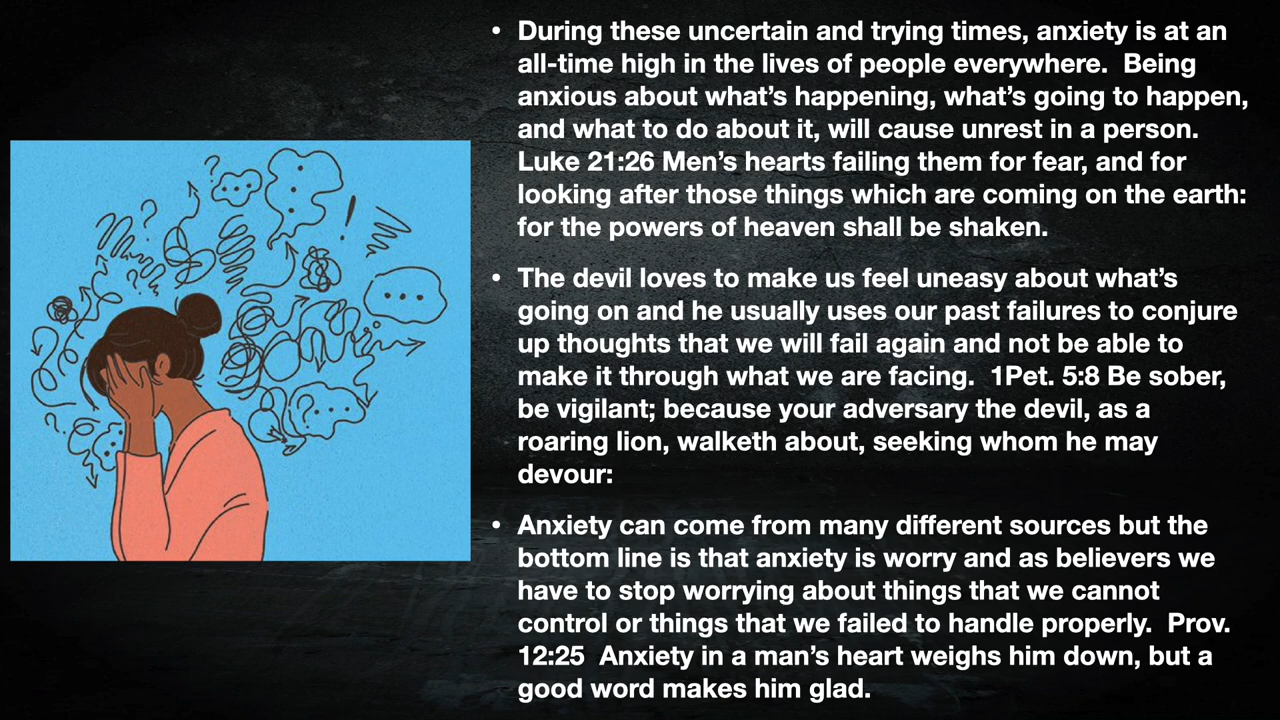 • During these uncertain and trying times, anxiety is at an
all-time high in the lives of people everywhere.  Being
anxious about what’s happening, what’s going to happen,
and what to do about it, will cause unrest in a person.
Luke 21:26 Men’s hearts failing them for fear, and for
looking after those things which are coming on the earth:
for the powers of heaven shall be shaken.
• The devil loves to make us feel uneasy about what’s
going on and he usually uses our past failures to conjure
up thoughts that we will fail again and not be able to
make it through what we are facing.  1Pet. 5:8 Be sober,
be vigilant; because your adversary the devil, as a
roaring lion, walketh about, seeking whom he may
devour:
• Anxiety can come from many different sources but the
bottom line is that anxiety is worry and as believers we
have to stop worrying about things that we cannot
control or things that we failed to handle properly.  Prov.
12:25  Anxiety in a man’s heart weighs him down, but a
good word makes him glad.